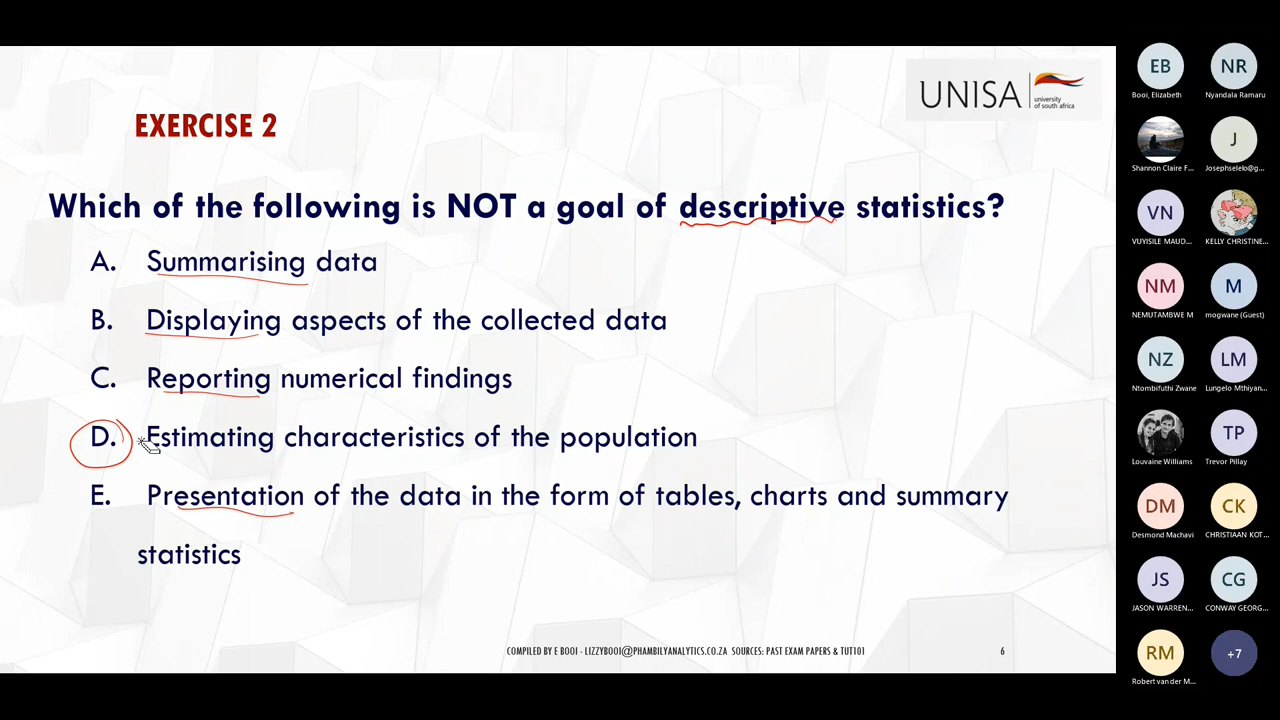 UNISA
university
of south africa
EXERCISE 2
Which of the following is NOT a goal of descriptive statistics?
A. Summarising data
B. Displaying aspects of the collected data
C. Reporting numerical findings
D. Estimating characteristics of the population
E. Presentation of the data in the form of tables, charts and summary
statistics
COMPILED BY E BOOI - LIZZYBOOI@PHAMBILYANALYTICS.CO.ZA SOURCES: PAST EXAM PAPERS & TUT101
6
EB
NR
Booi, Elizabeth
Nyandala Ramaru
J
Shannon Claire F...
Josephselelo@g...
VN
VUYISILE MAUD...
KELLY CHRISTINE...
NM
M
NEMUTAMBWE M
mogwane (Guest)
NZ
LM
Ntombifuthi Zwane
Lungelo Mthiyan...
TP
Louvaine Williams
Trevor Pillay
DM
CK
Desmond Machavi
CHRISTIAAN KOT...
JS
CG
JASON WARREN...
CONWAY GEORG...
RM
+7
Robert van der M...